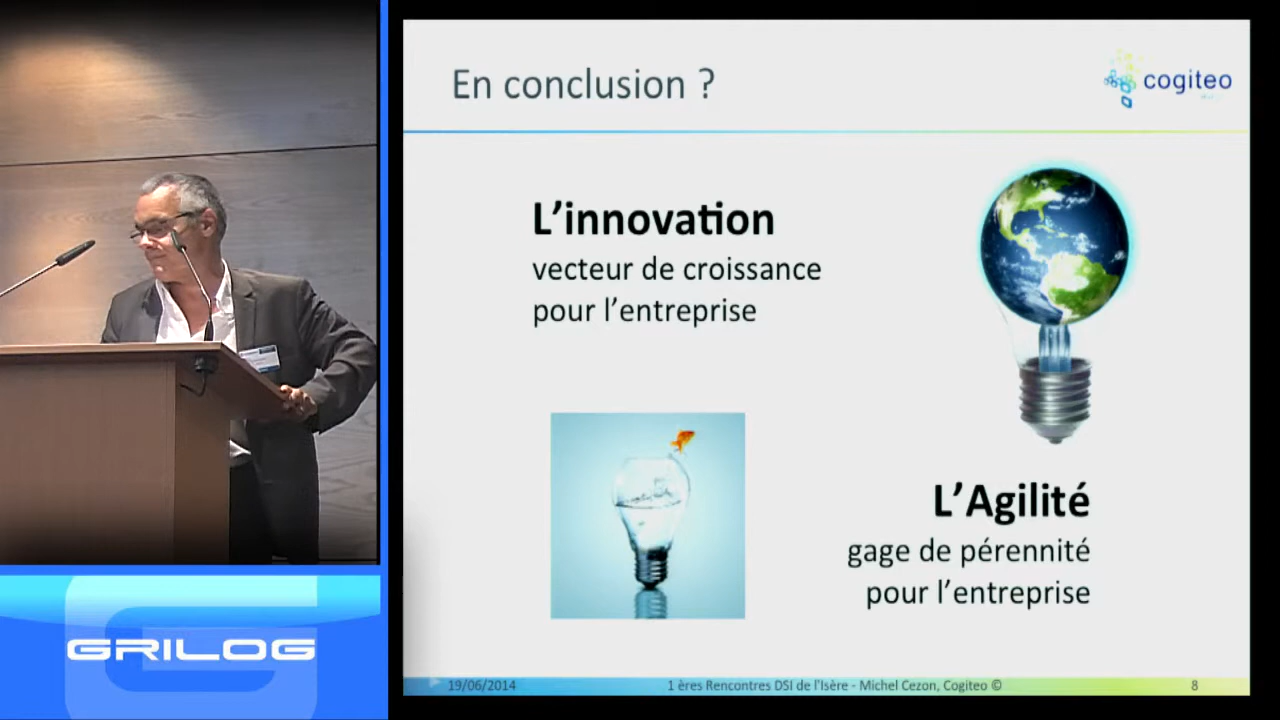 En conclusion ?
cogiteo
L'innovation
vecteur de croissance
pour l'entreprise
L'Agilité
gage de pérennité
pour l'entreprise
19/06/2014
1 ères Rencontres DSI de l'Isère - Michel Cezon, Cogiteo ©
8
GRILOG